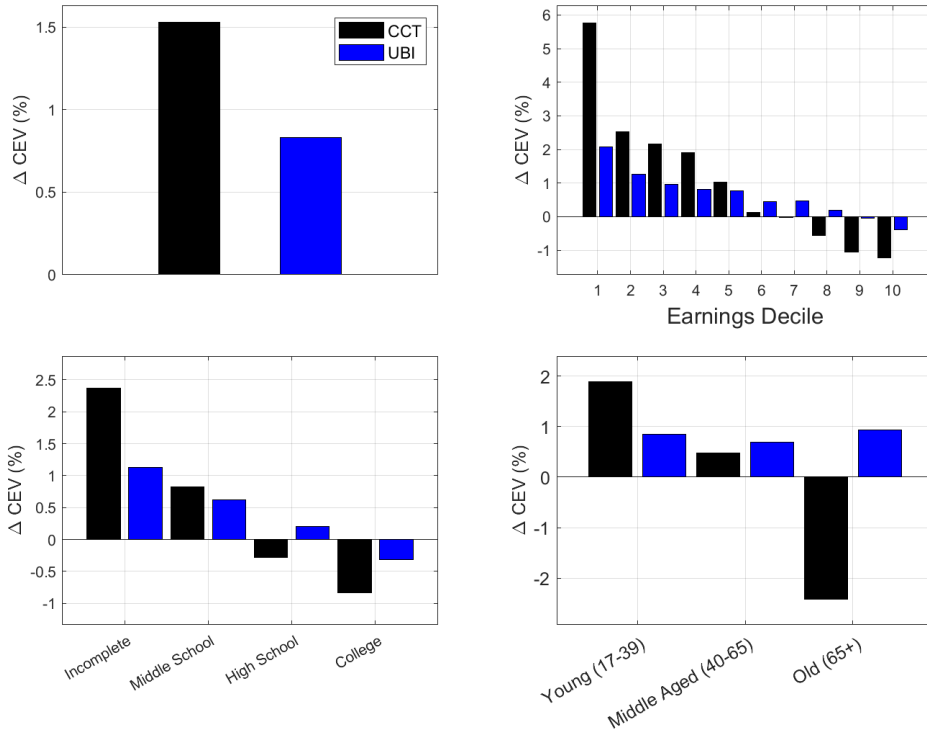 1.5
1
0.5
0
Δ CEV (%)
CCT
UBI
6
5
4
3
2
1
0
-1
Δ CEV (%)
1 2 3 4 5 6 7 8 9 10
Earnings Decile
2.5
2
1.5
1
0.5
0
-0.5
-1
Δ CEV (%)
Incomplete
Middle School
High School
College
2
1
0
-1
-2
Δ CEV (%)
Young (17-39)
Middle Aged (40-65)
Old (65+)